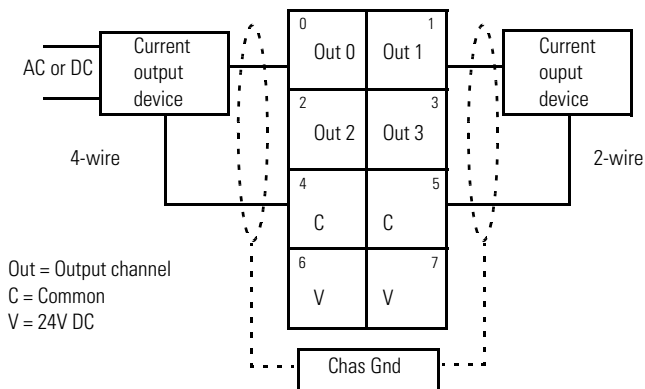 0
1
Out 0
Out 1
Current
output
device
AC or DC
Current
ouput
device
2
3
Out 2
Out 3
4-wire
2-wire
4
5
C
C
6
7
V
V
Out = Output channel
C = Common
V = 24V DC
Chas Gnd